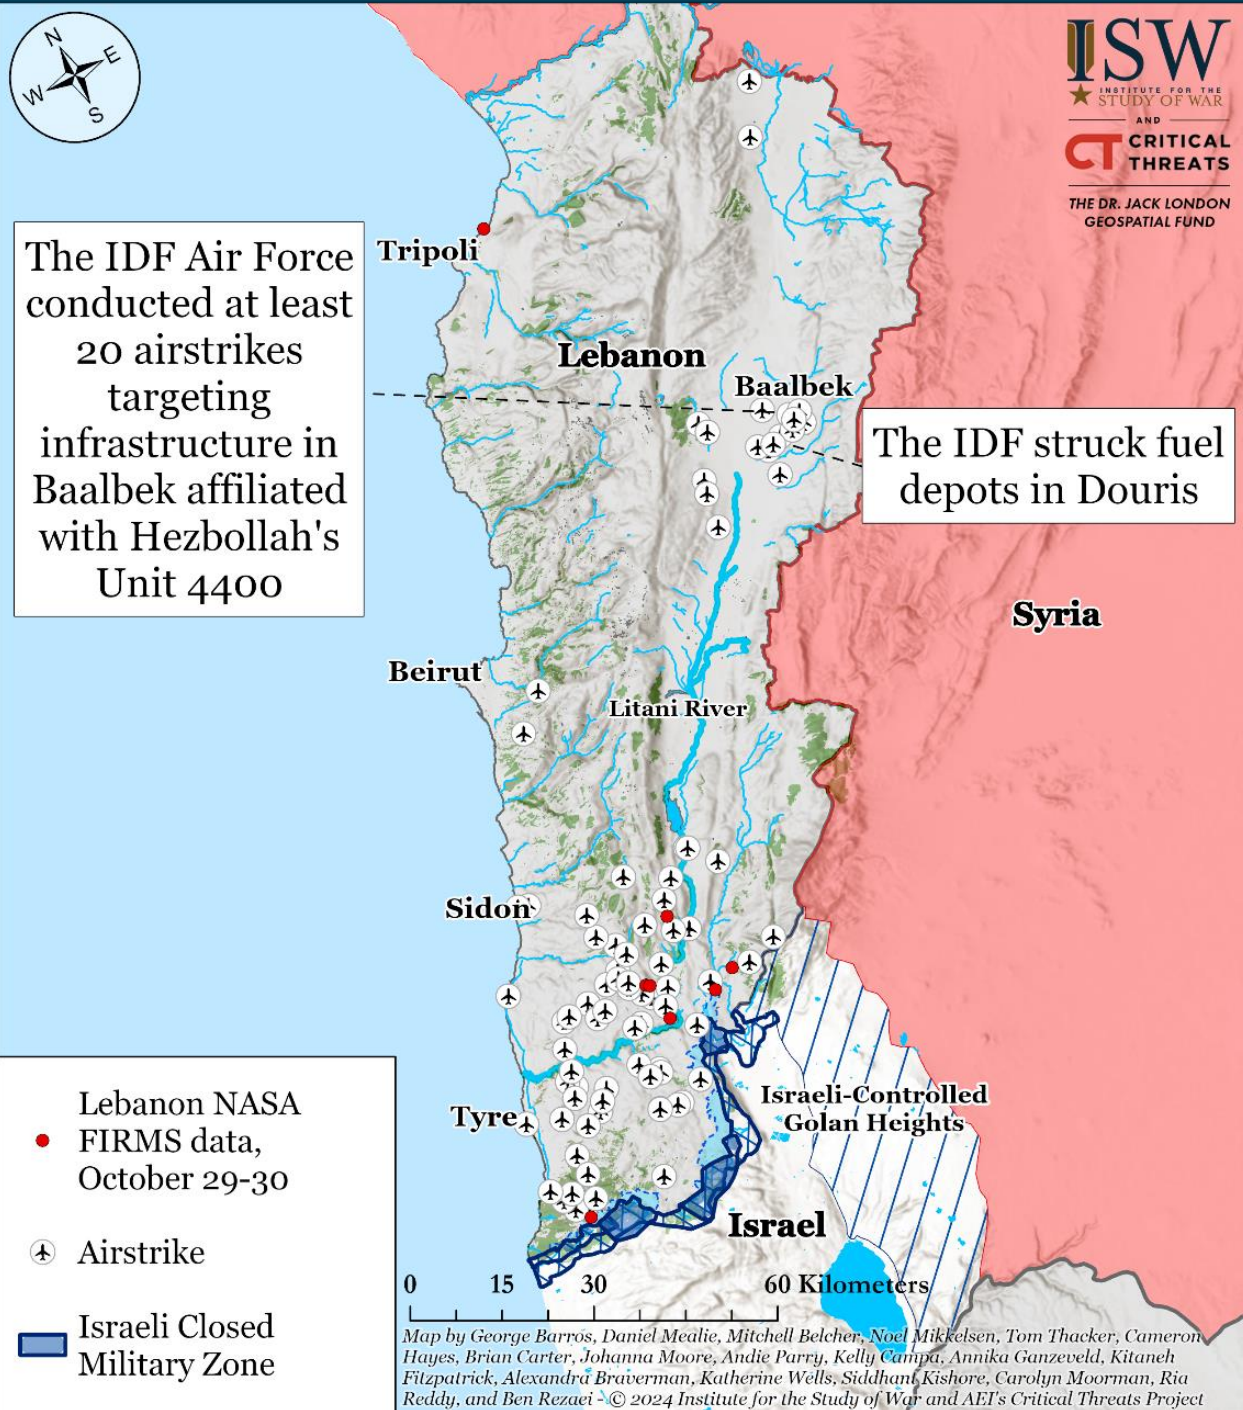 N
E
W
S
ISW
INSTITUTE FOR THE
STUDY OF WAR
AND
CT CRITICAL
THREATS
THE DR. JACK LONDON
GEOSPATIAL FUND
The IDF Air Force
conducted at least
20 airstrikes
targeting
infrastructure in
Baalbek affiliated
with Hezbollah's
Unit 4400
Tripoli
Lebanon
Baalbek
The IDF struck fuel
depots in Douris
Syria
Beirut
Litani River
Sidon
Israeli-Controlled
Golan Heights
Tyre
Israel
Lebanon NASA
FIRMS data,
October 29-30
Airstrike
Israeli Closed
Military Zone
0 15 30 60 Kilometers
Map by George Barros, Daniel Mealie, Mitchell Belcher, Noel Mikkelsen, Tom Thacker, Cameron
Hayes, Brian Carter, Johanna Moore, Andie Parry, Kelly Campa, Annika Ganzeveld, Kitaneh
Fitzpatrick, Alexandra Braverman, Katherine Wells, Siddhant Kishore, Carolyn Moorman, Ria
Reddy, and Ben Rezaei - © 2024 Institute for the Study of War and AEI's Critical Threats Project